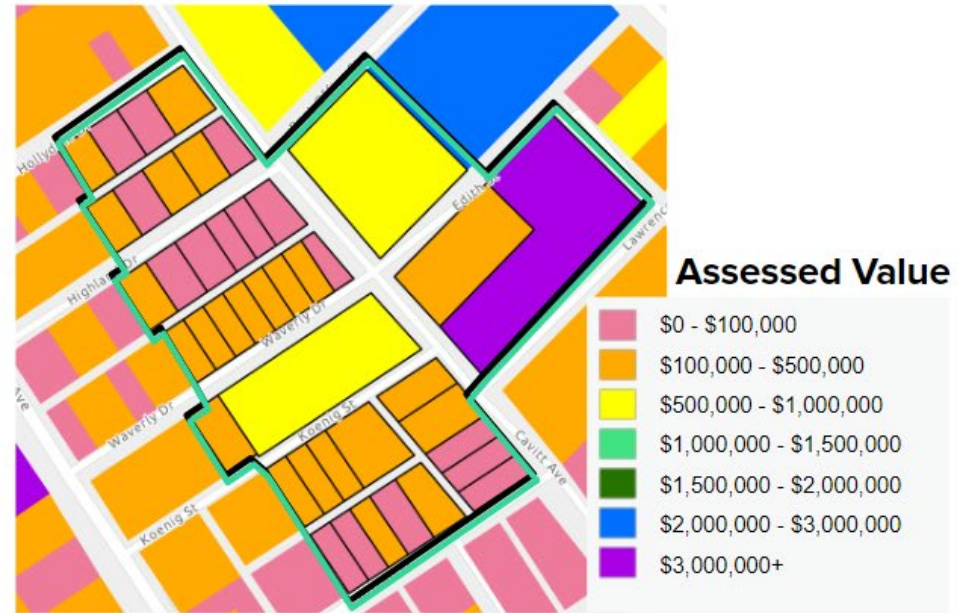 Edith St
Lawrenc
Highland Dr
Waverly Dr
Ave
Koenig St
Waverly Dr
Cavitt Ave
Koenig St
Assessed Value
$0 - $100,000
$100,000 - $500,000
$500,000 - $1,000,000
$1,000,000 - $1,500,000
$1,500,000 - $2,000,000
$2,000,000 - $3,000,000
$3,000,000+